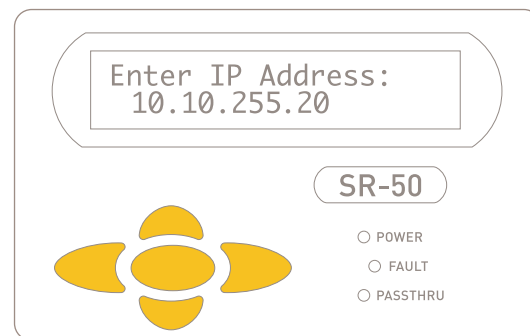 Enter IP Address:
10.10.255.20
SR-50
POWER
FAULT
PASSTHRU